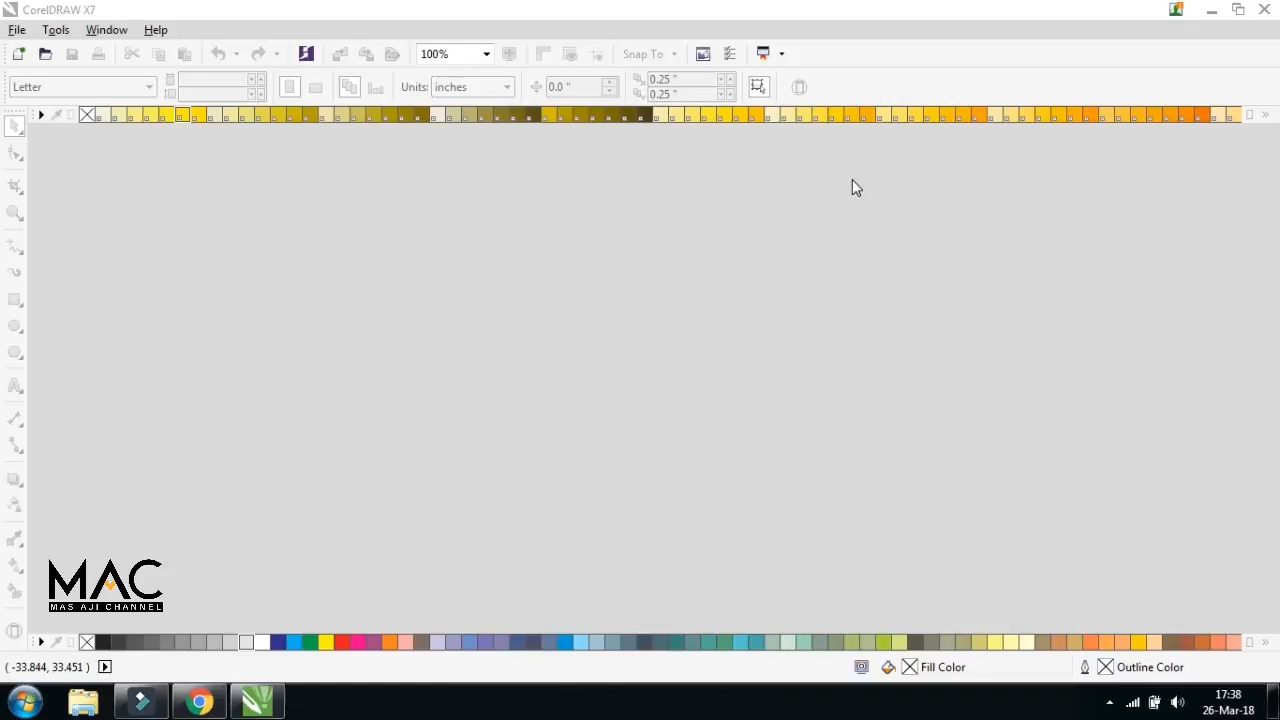 CorelDRAW X7
File Tools Window Help
100% Snap To
Letter Units: inches 0.0 " 0.25 "
0.25 "
MAC
MAS AJI CHANNEL
( -33.844, 33.451 ) Fill Color Outline Color
17:38
26-Mar-18